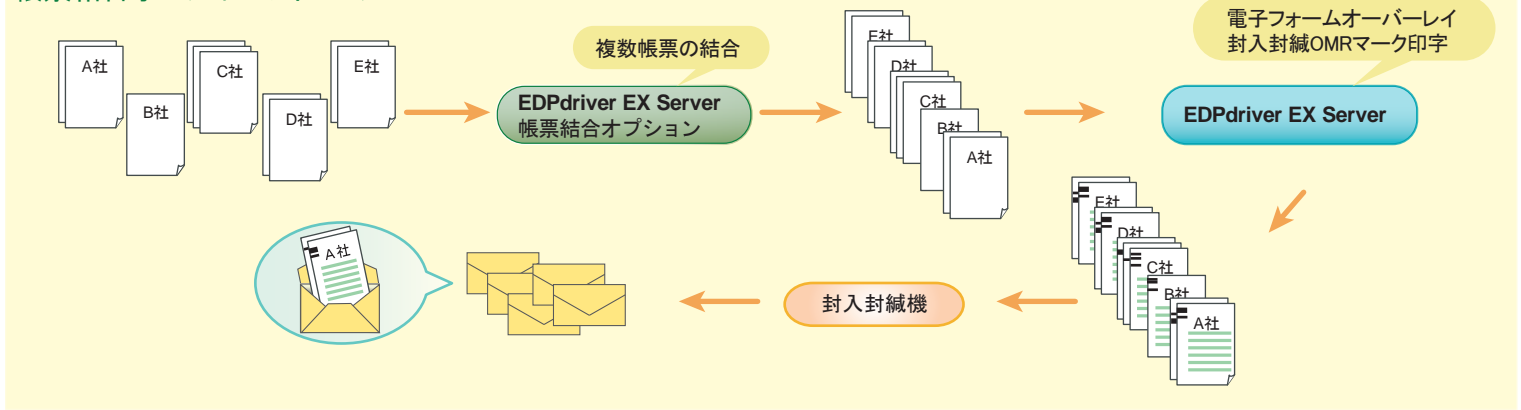 電子フォームオーバーレイ
封入封緘OMRマーク印字
複数帳票の結合
A社
B社
C社
D社
E社
EDPdriver EX Server
帳票結合オプション
E社
D社
C社
B社
A社
EDPdriver EX Server
E社
D社
C社
B社
A社
封入封緘機
A社